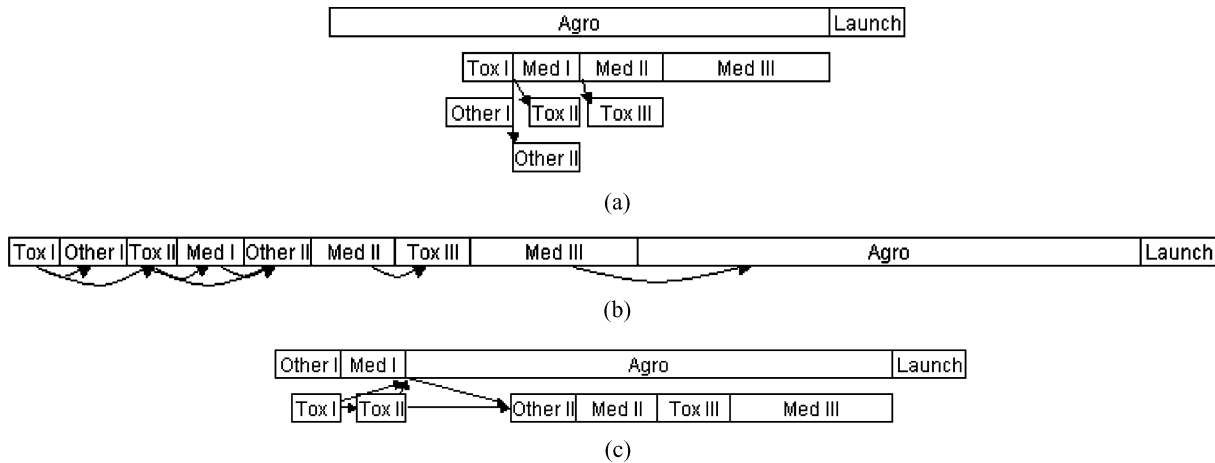 Agro Launch
Tox I Med I Med II Med III
Other I Tox II Tox III
Other II
(a)
Tox I Other I Tox II Med I Other II Med II Tox III Med III Agro Launch
(b)
Other I Med I Agro Launch
Tox I Tox II Other II Med II Tox III Med III
(c)